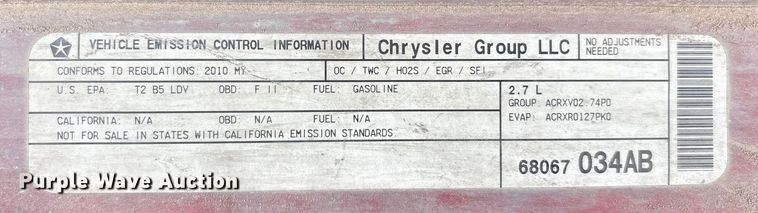 VEHICLE EMISSION CONTROL INFORMATION Chrysler Group LLC NO ADJUSTMENTS NEEDED
CONFORMS TO REGULATIONS: 2010 MY OC / TWC / HO2S / EGR / SFI
U.S. EPA: T2 B5 LDV OBD: F II FUEL: GASOLINE
2.7 L
GROUP: ACRXV02.74P0
EVAP: ACRXR0127PK0
CALIFORNIA: N/A OBD: N/A FUEL: N/A
NOT FOR SALE IN STATES WITH CALIFORNIA EMISSION STANDARDS
68067 034AB
Purple Wave Auction